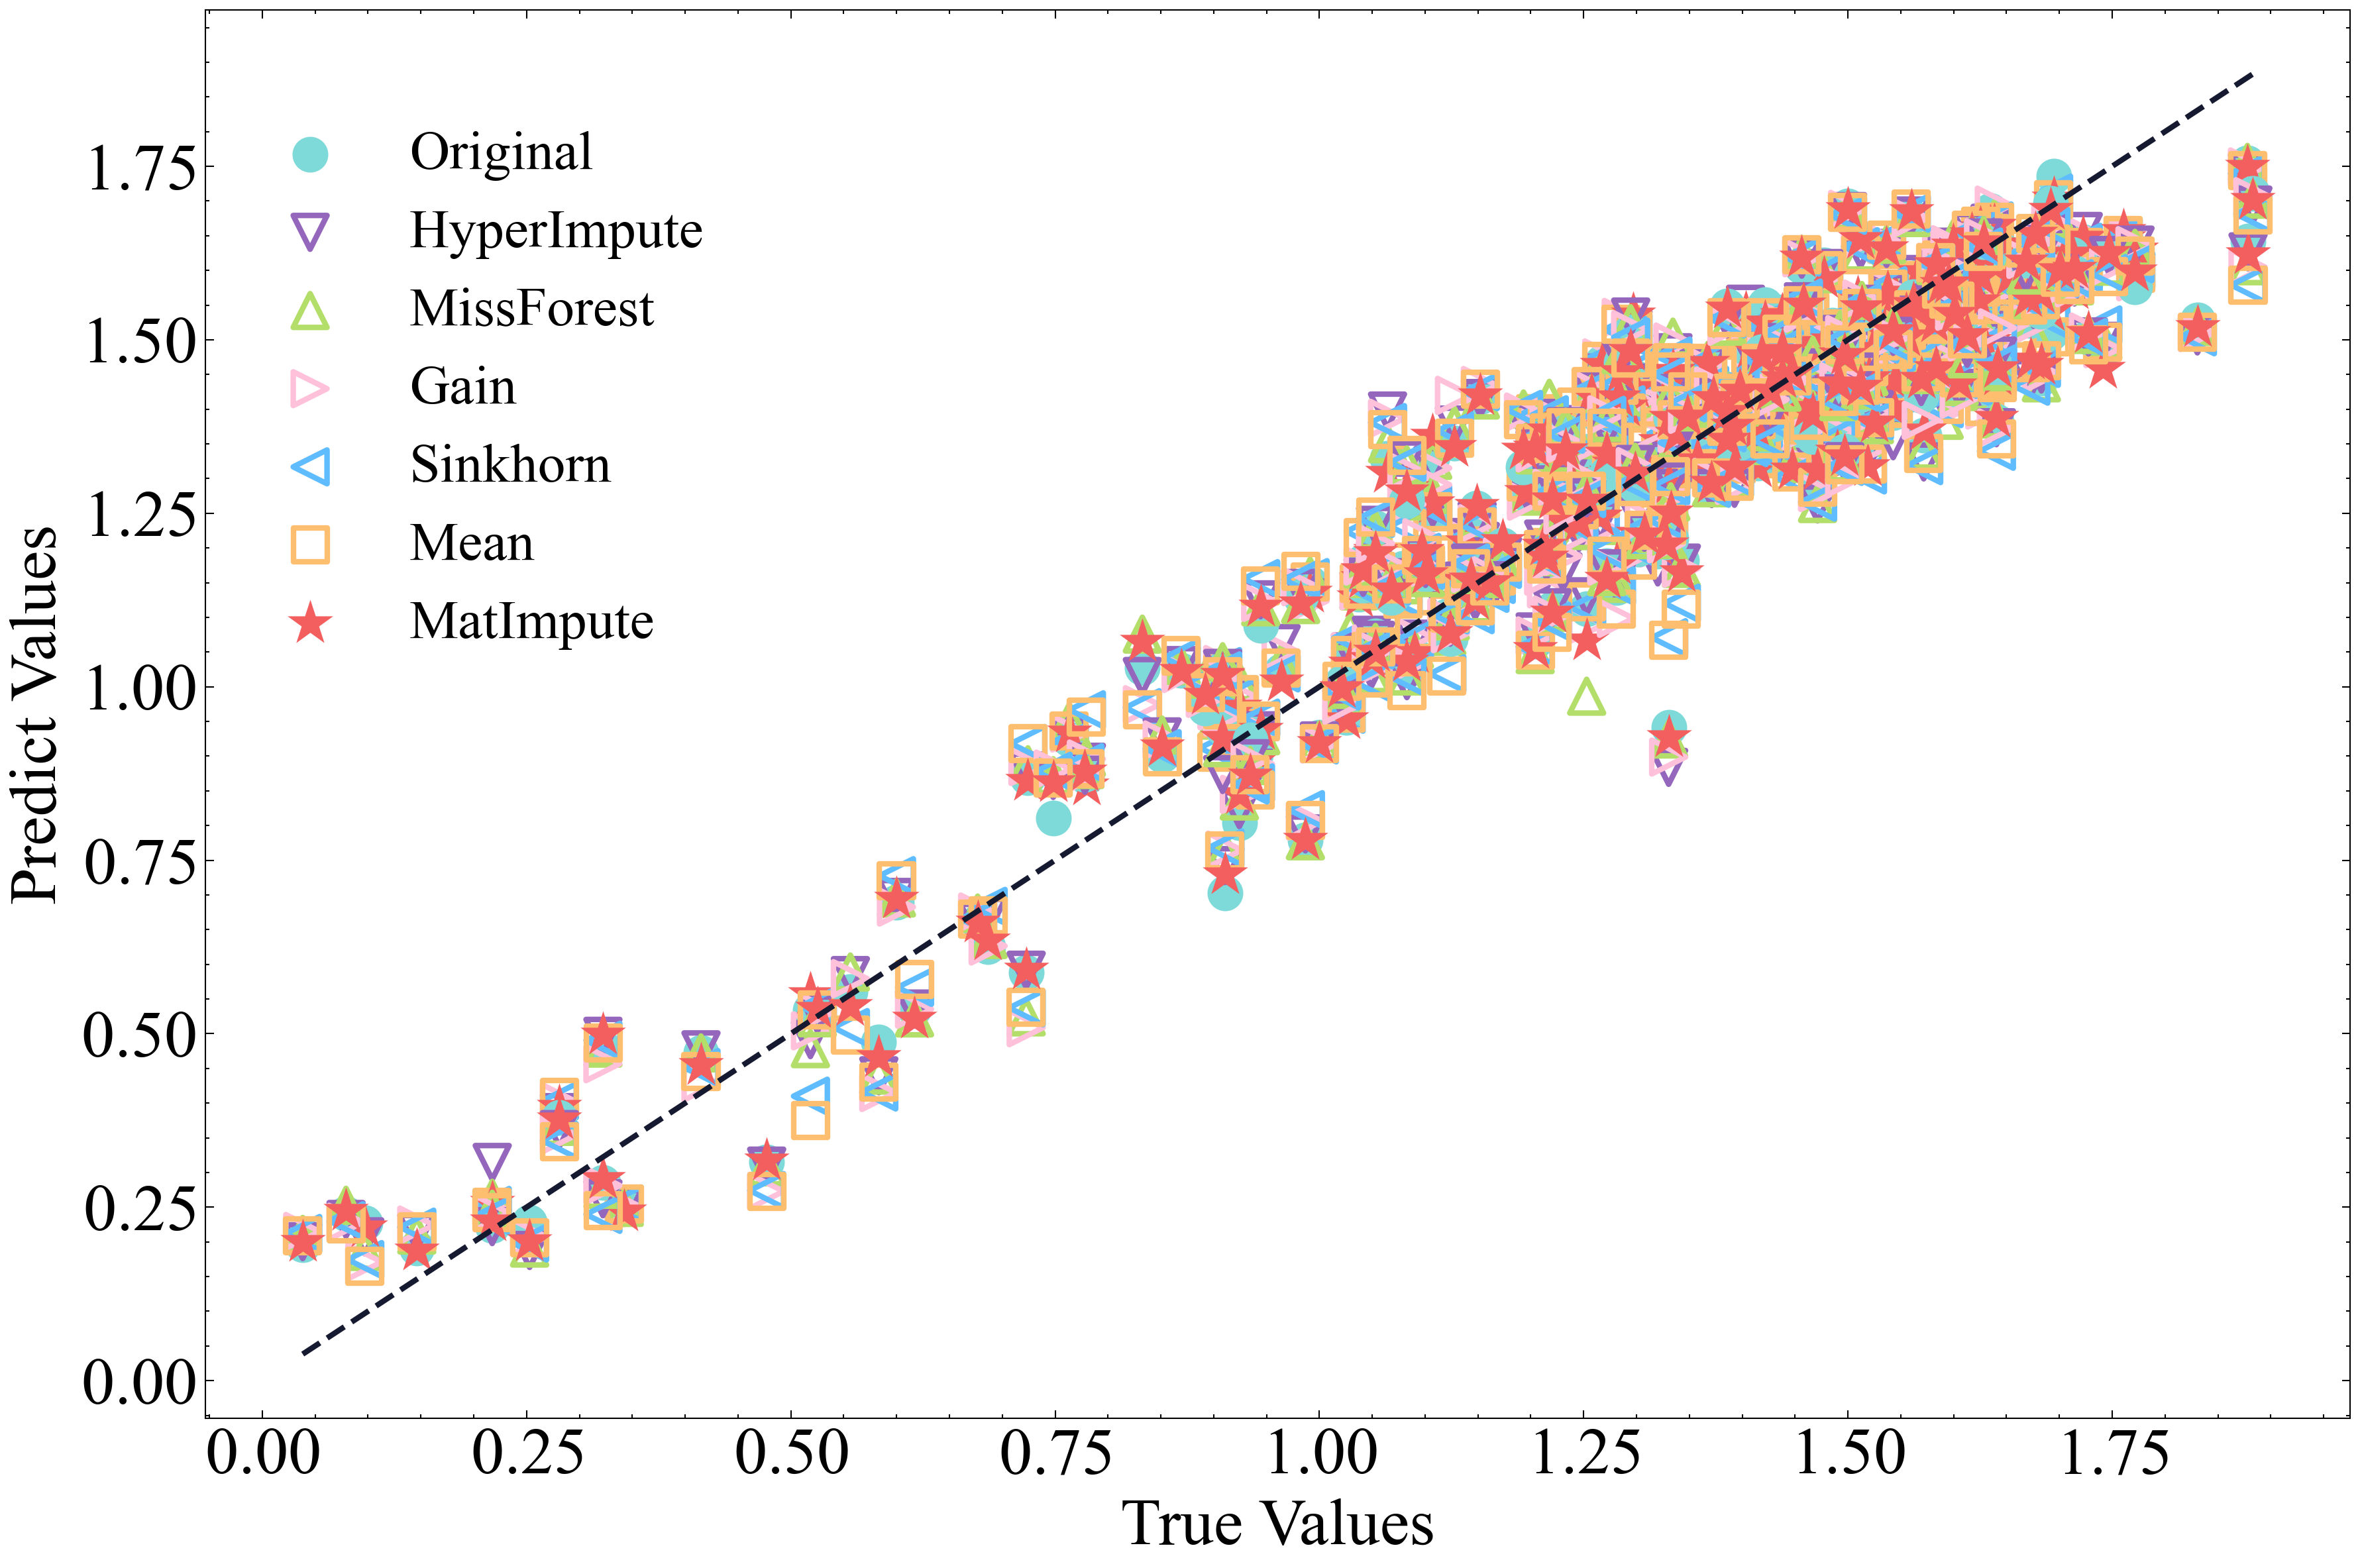 Original
HyperImpute
MissForest
Gain
Sinkhorn
Mean
MatImpute
1.75
1.50
1.25
1.00
0.75
0.50
0.25
0.00
Predict Values
0.00 0.25 0.50 0.75 1.00 1.25 1.50 1.75
True Values